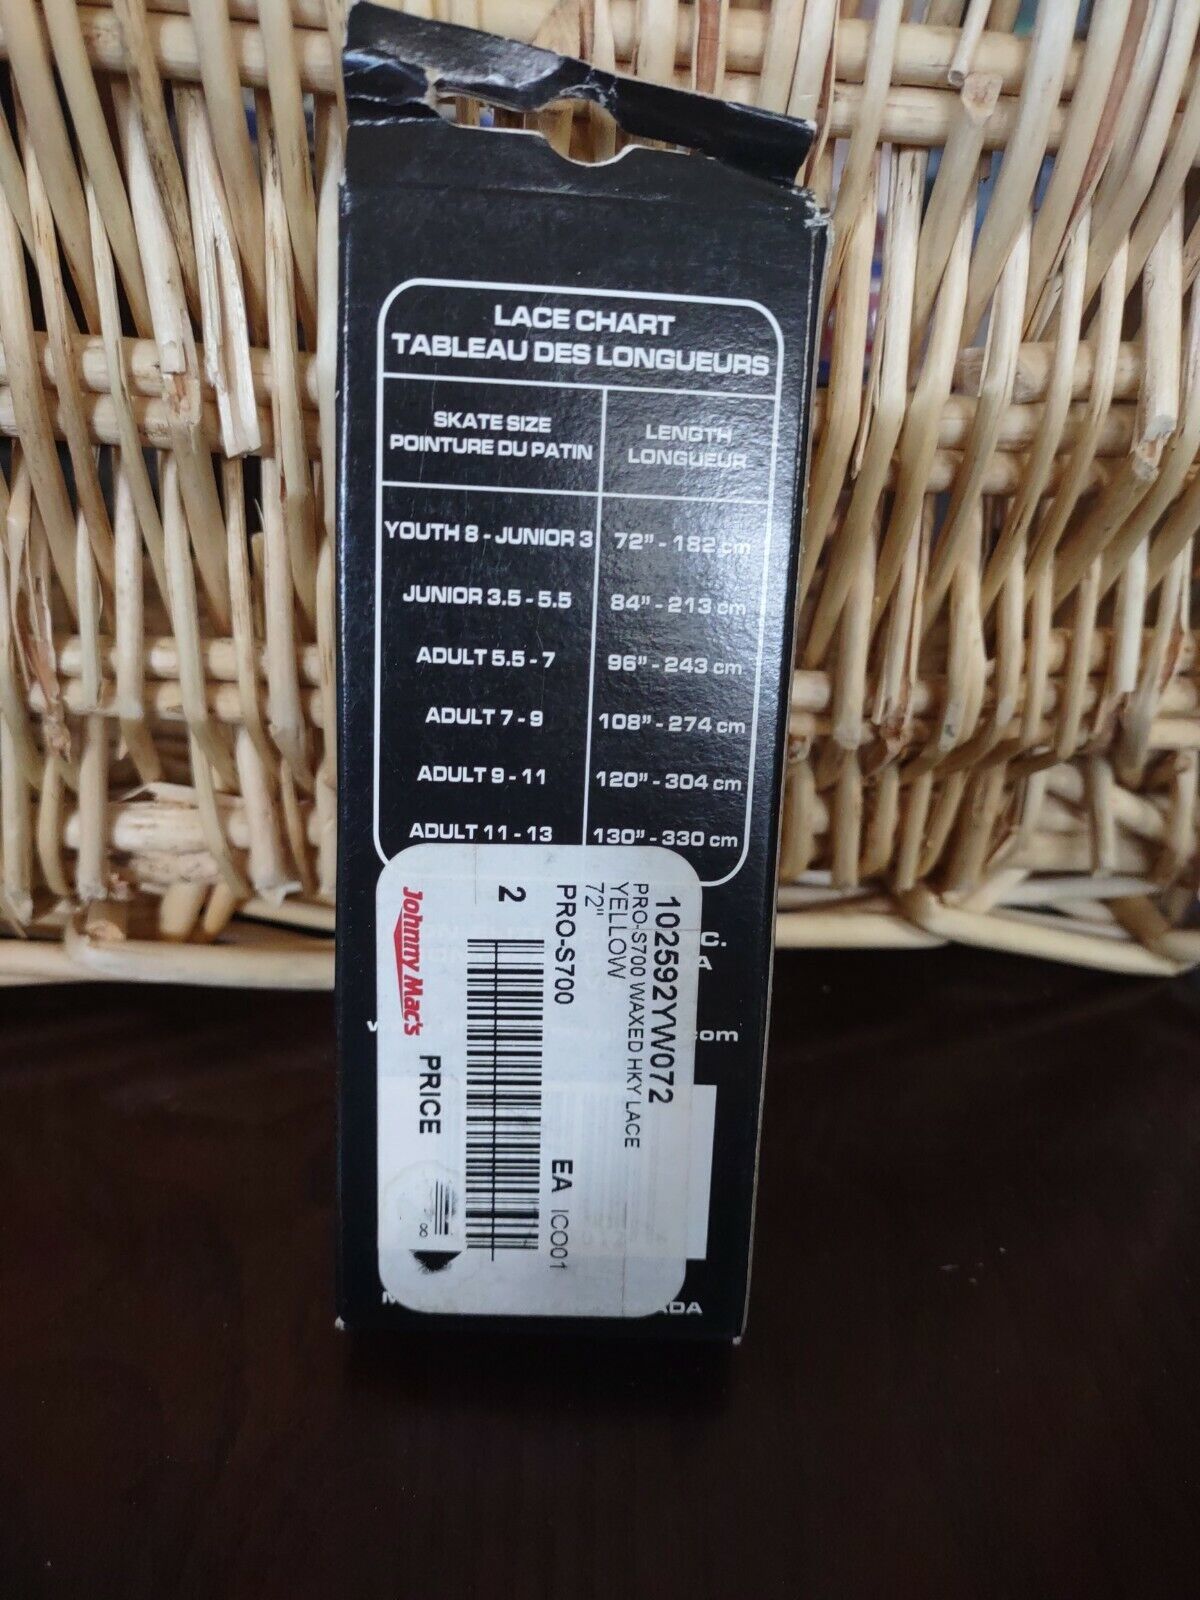 LACE CHART
TABLEAU DES LONGUEURS
SKATE SIZE
POINTURE DU PATIN
LENGTH
LONGUEUR
YOUTH 8 - JUNIOR 3 72" - 182 cm
JUNIOR 3.5 - 5.5 84" - 213 cm
ADULT 5.5 - 7 96" - 243 cm
ADULT 7 - 9 108" - 274 cm
ADULT 9 - 11 120" - 304 cm
ADULT 11 - 13 130" - 330 cm
102592YW072
PRO-S700 WAXED HKY LACE
YELLOW
72"
PRO-S700 EA ICO01
2
Johnny Mac's PRICE
C.
A
com